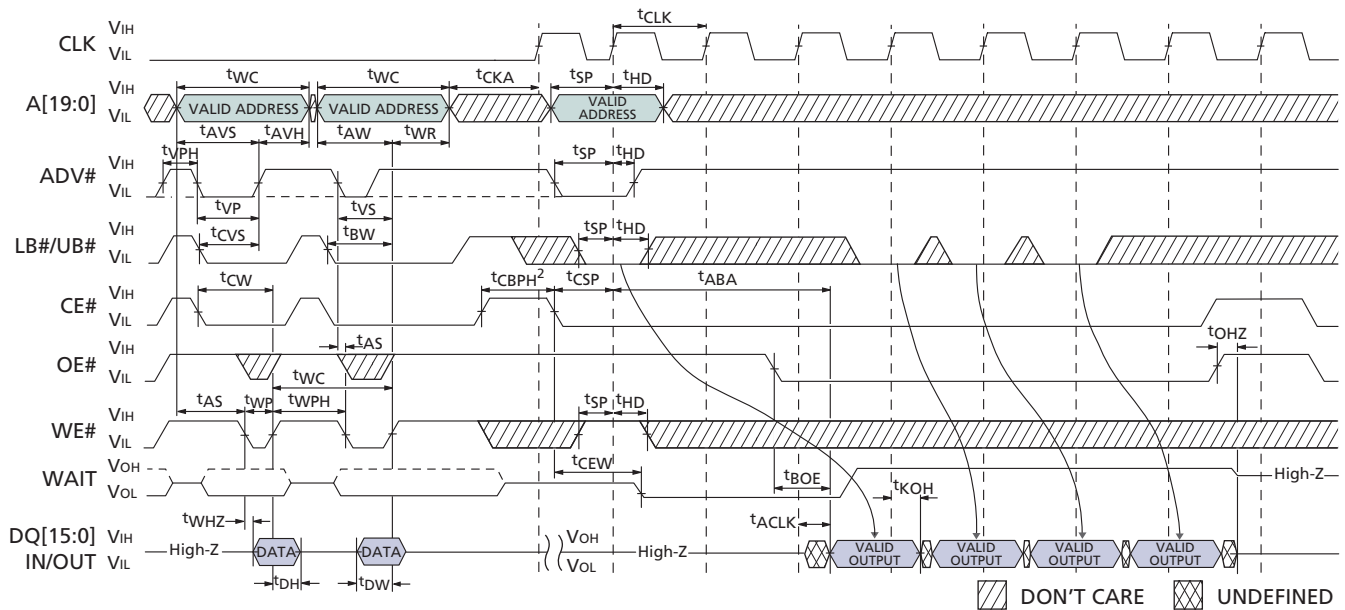 CLK VIH VIL tCLK
A[19:0] VIH VIL tWC tWC tCKA tSP tHD
VALID ADDRESS VALID ADDRESS VALID ADDRESS
tAVS tAVH tAW tWR
ADV# VIH VIL tVPH tSP tHD
tVP tVS
LB#/UB# VIH VIL tCVS tBW tSP tHD
CE# VIH VIL tCW tCBPH2 tCSP tABA
OE# VIH VIL tAS tOHZ
tWC
WE# VIH VIL tAS tWP tWPH tSP tHD
WAIT VOH VOL tCEW tBOE tKOH High-Z
tWHZ tACLK
DQ[15:0] IN/OUT VIH VIL High-Z DATA DATA VOH VOL High-Z VALID OUTPUT VALID OUTPUT VALID OUTPUT VALID OUTPUT
tDH tDW
DON'T CARE UNDEFINED